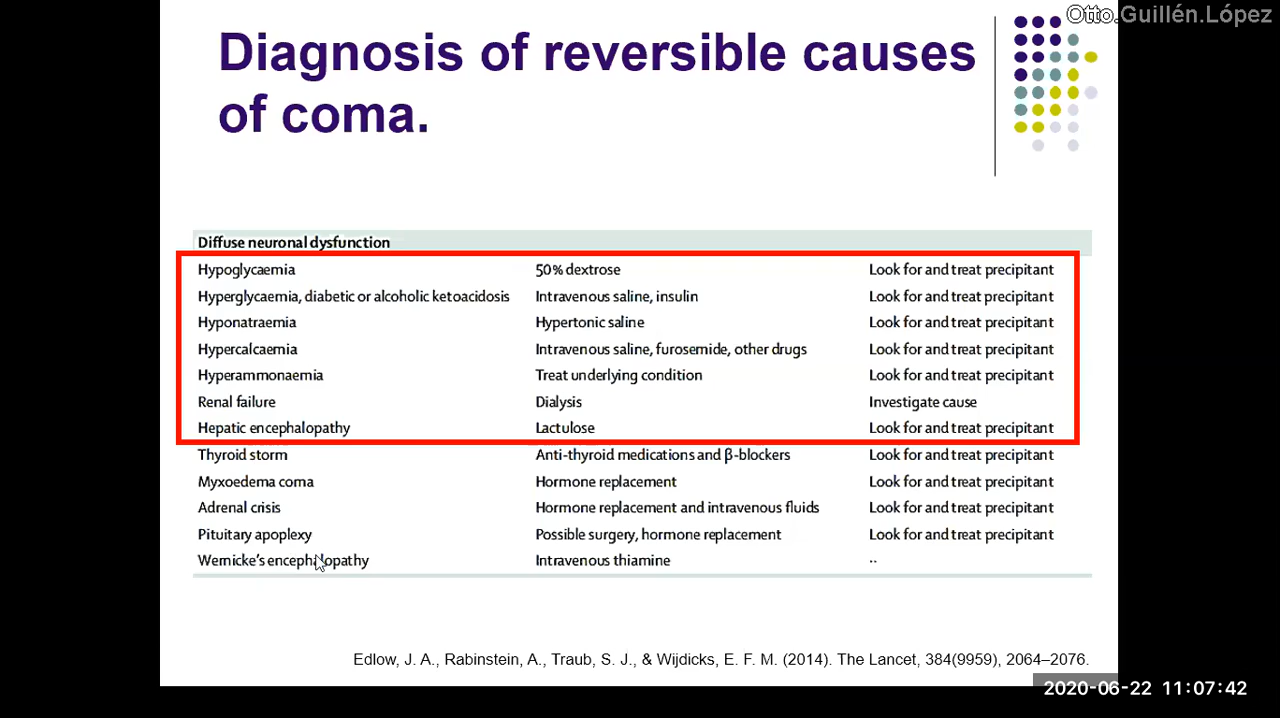 Otto.Guillén.López
Diagnosis of reversible causes
of coma.
Diffuse neuronal dysfunction
Hypoglycaemia 50% dextrose Look for and treat precipitant
Hyperglycaemia, diabetic or alcoholic ketoacidosis Intravenous saline, insulin Look for and treat precipitant
Hyponatraemia Hypertonic saline Look for and treat precipitant
Hypercalcaemia Intravenous saline, furosemide, other drugs Look for and treat precipitant
Hyperammonaemia Treat underlying condition Look for and treat precipitant
Renal failure Dialysis Investigate cause
Hepatic encephalopathy Lactulose Look for and treat precipitant
Thyroid storm Anti-thyroid medications and β-blockers Look for and treat precipitant
Myxoedema coma Hormone replacement Look for and treat precipitant
Adrenal crisis Hormone replacement and intravenous fluids Look for and treat precipitant
Pituitary apoplexy Possible surgery, hormone replacement Look for and treat precipitant
Wernicke's encephalopathy Intravenous thiamine ··
Edlow, J. A., Rabinstein, A., Traub, S. J., & Wijdicks, E. F. M. (2014). The Lancet, 384(9959), 2064–2076.
2020-06-22 11:07:42